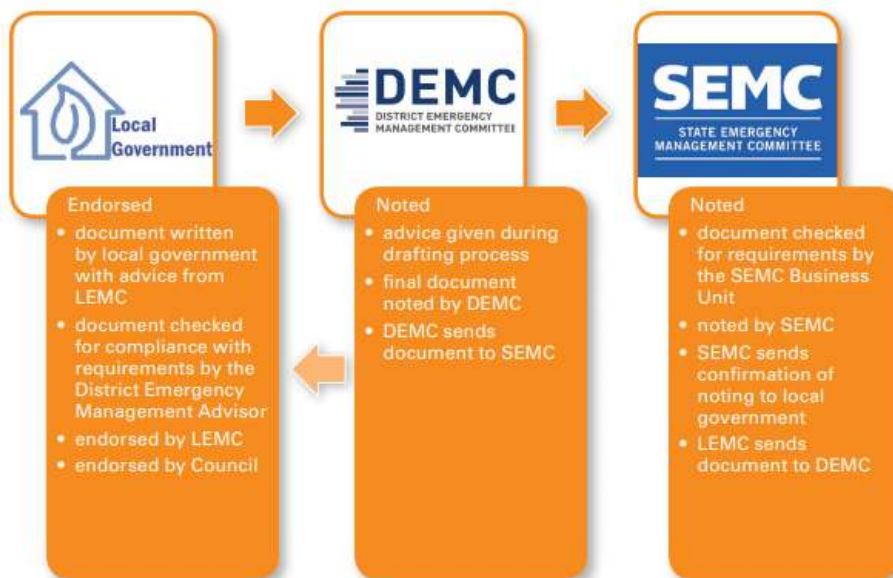 Local
Government
DEMC
DISTRICT EMERGENCY
MANAGEMENT COMMITTEE
SEMC
STATE EMERGENCY
MANAGEMENT COMMITTEE
Endorsed
• document written
by local government
with advice from
LEMC
• document checked
for compliance with
requirements by the
District Emergency
Management Advisor
• endorsed by LEMC
• endorsed by Council
Noted
• advice given during
drafting process
• final document
noted by DEMC
• DEMC sends
document to SEMC
Noted
• document checked
for requirements by
the SEMC Business
Unit
• noted by SEMC
• SEMC sends
confirmation of
noting to local
government
• LEMC sends
document to DEMC